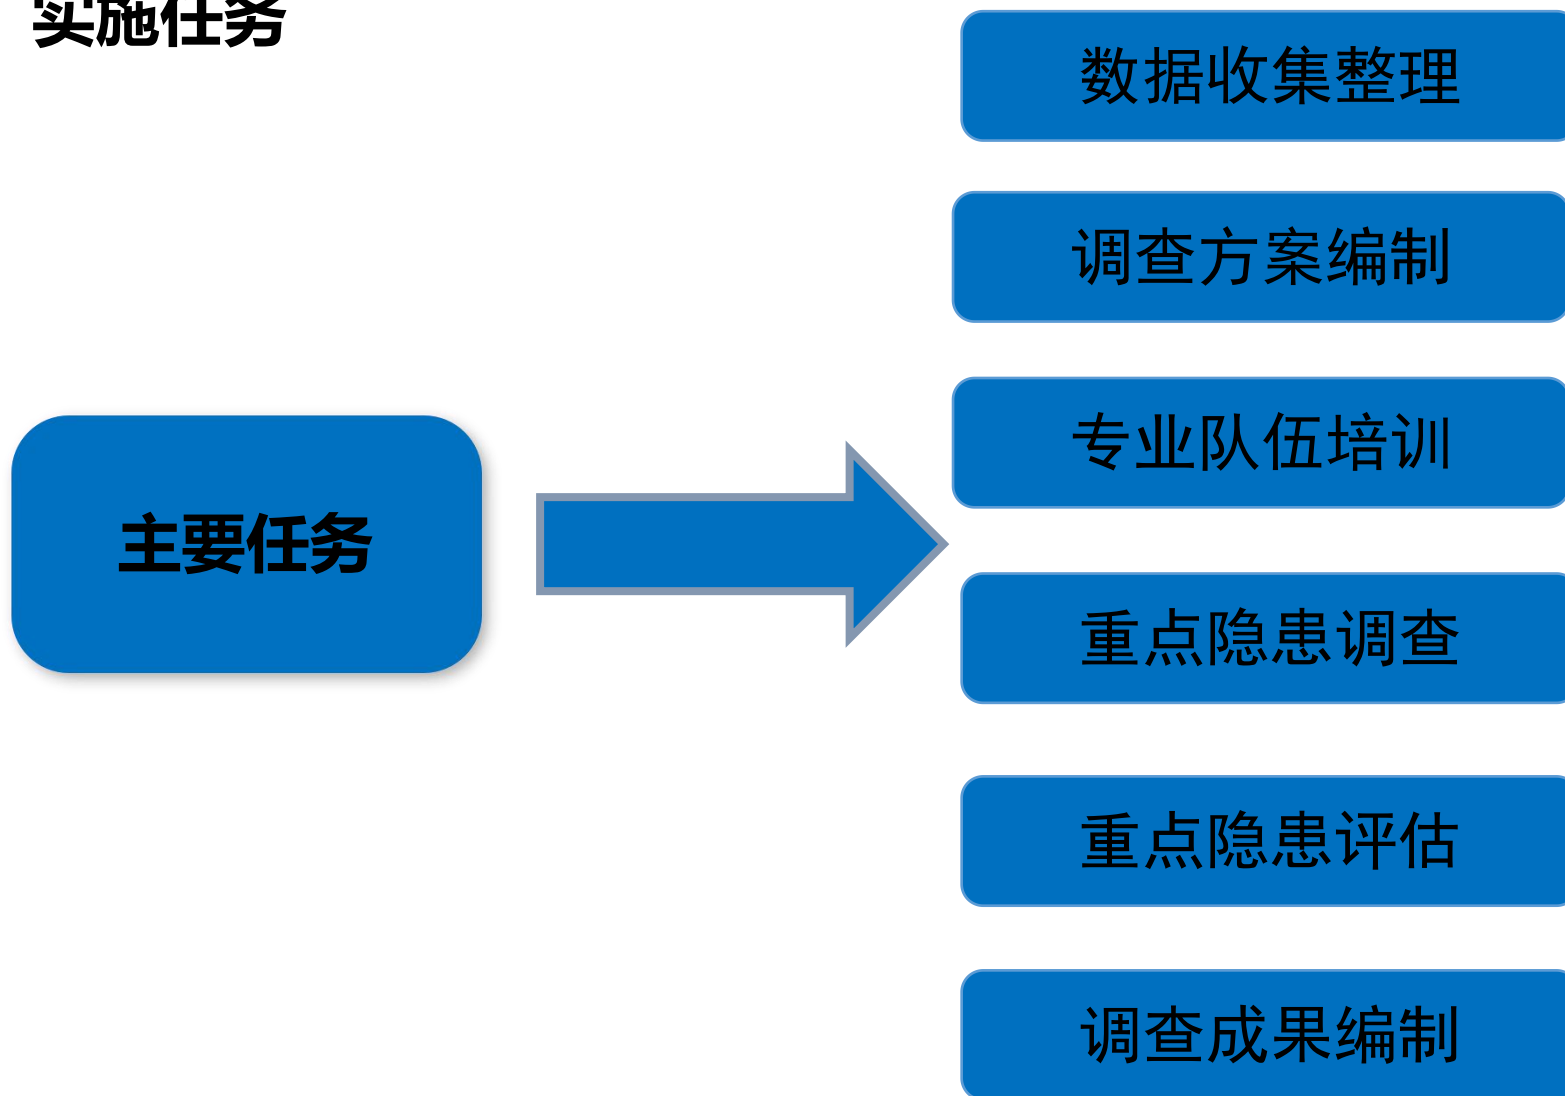 实施任务
数据收集整理
调查方案编制
专业队伍培训
主要任务
重点隐患调查
重点隐患评估
调查成果编制